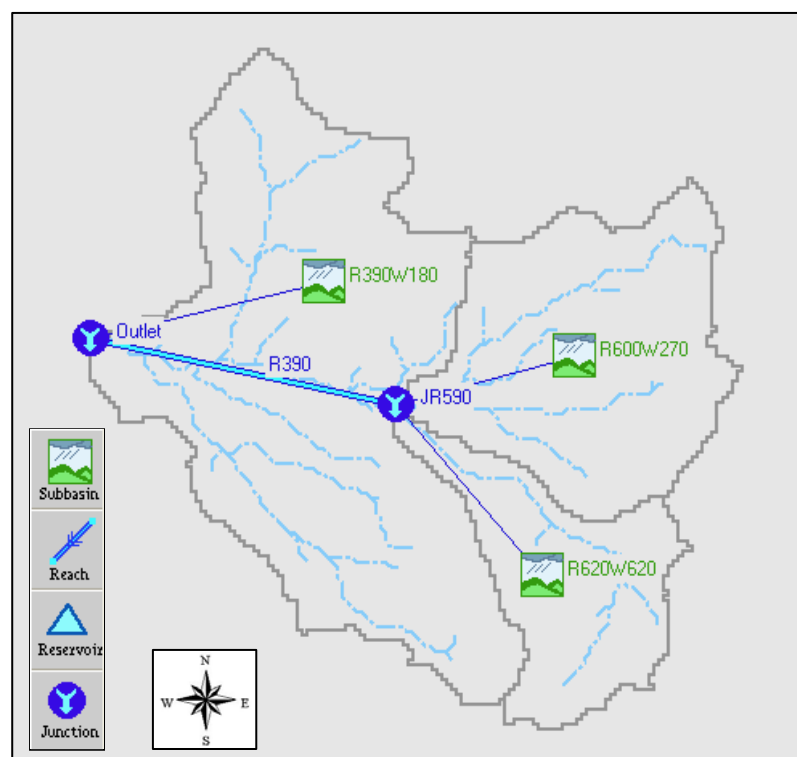 R390W180
Outlet
R390
R600W270
JR590
R620W620
Subbasin
Reach
Reservoir
Junction
N
W E
S